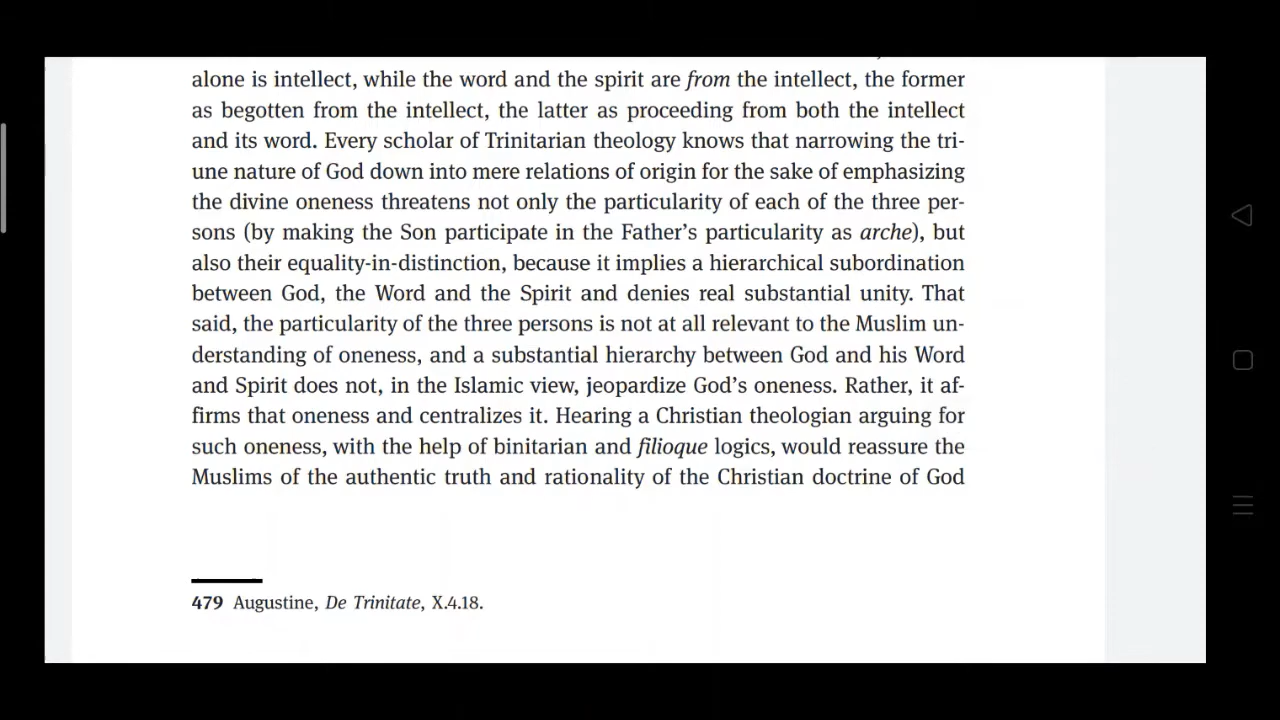 alone is intellect, while the word and the spirit are from the intellect, the former
as begotten from the intellect, the latter as proceeding from both the intellect
and its word. Every scholar of Trinitarian theology knows that narrowing the tri-
une nature of God down into mere relations of origin for the sake of emphasizing
the divine oneness threatens not only the particularity of each of the three per-
sons (by making the Son participate in the Father's particularity as arche), but
also their equality-in-distinction, because it implies a hierarchical subordination
between God, the Word and the Spirit and denies real substantial unity. That
said, the particularity of the three persons is not at all relevant to the Muslim un-
derstanding of oneness, and a substantial hierarchy between God and his Word
and Spirit does not, in the Islamic view, jeopardize God's oneness. Rather, it af-
firms that oneness and centralizes it. Hearing a Christian theologian arguing for
such oneness, with the help of binitarian and filioque logics, would reassure the
Muslims of the authentic truth and rationality of the Christian doctrine of God
479 Augustine, De Trinitate, X.4.18.